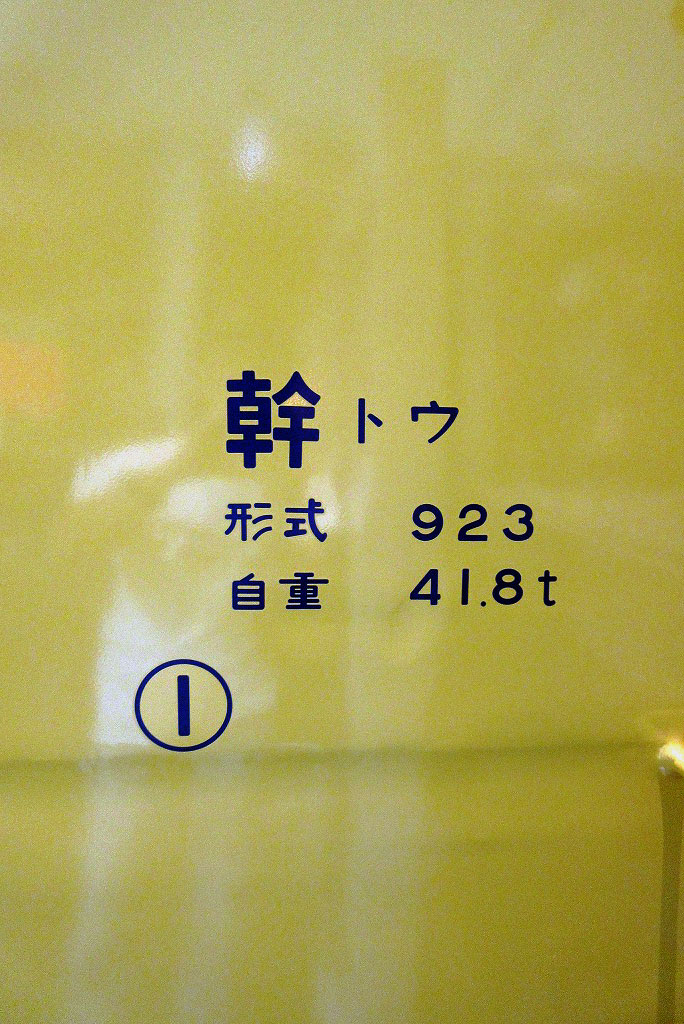 幹トウ
形式 923
自重 41.8t
①